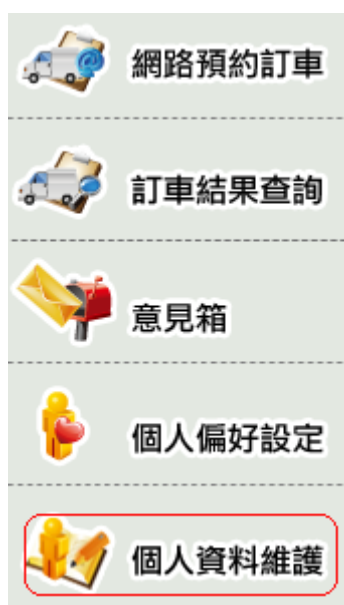 網路預約訂車
訂車結果查詢
意見箱
個人偏好設定
個人資料維護